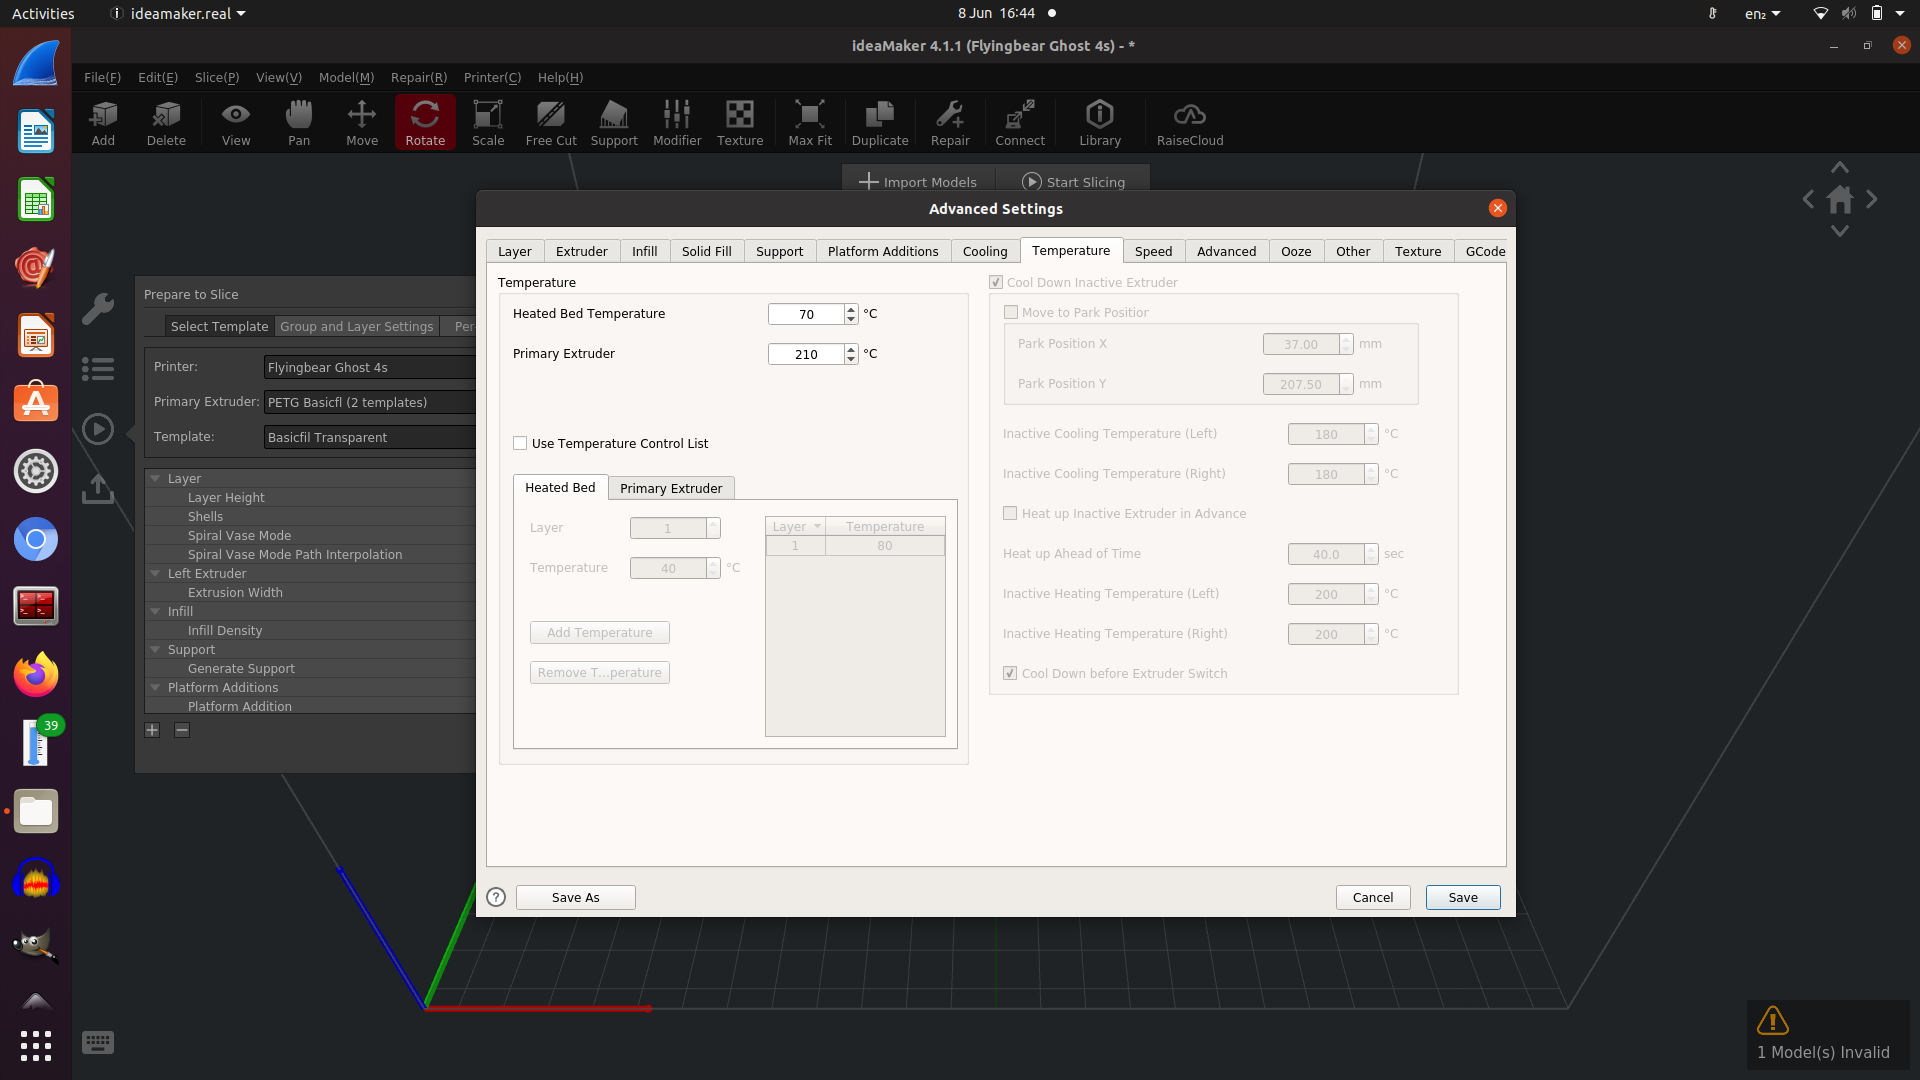 Activities
ideamaker.real
8 Jun 16:44
en₂
ideaMaker 4.1.1 (Flyingbear Ghost 4s) - *
File(F) Edit(E) Slice(P) View(V) Model(M) Repair(R) Printer(C) Help(H)
Add Delete View Pan Move Rotate Scale Free Cut Support Modifier Texture Max Fit Duplicate Repair Connect Library RaiseCloud
Import Models Start Slicing
Advanced Settings
Layer Extruder Infill Solid Fill Support Platform Additions Cooling Temperature Speed Advanced Ooze Other Texture GCode
Prepare to Slice
Select Template Group and Layer Settings Per
Printer: Flyingbear Ghost 4s
Primary Extruder: PETG Basicfl (2 templates)
Template: Basicfil Transparent
Layer
Layer Height
Shells
Spiral Vase Mode
Spiral Vase Mode Path Interpolation
Left Extruder
Extrusion Width
Infill
Infill Density
Support
Generate Support
Platform Additions
Platform Addition
39
Temperature
Heated Bed Temperature 70 °C
Primary Extruder 210 °C
Use Temperature Control List
Heated Bed Primary Extruder
Layer 1
Temperature 40 °C
Add Temperature
Remove T...perature
Layer Temperature
1 80
Cool Down Inactive Extruder
Move to Park Position
Park Position X 37.00 mm
Park Position Y 207.50 mm
Inactive Cooling Temperature (Left) 180 °C
Inactive Cooling Temperature (Right) 180 °C
Heat up Inactive Extruder in Advance
Heat up Ahead of Time 40.0 sec
Inactive Heating Temperature (Left) 200 °C
Inactive Heating Temperature (Right) 200 °C
Cool Down before Extruder Switch
? Save As Cancel Save
1 Model(s) Invalid